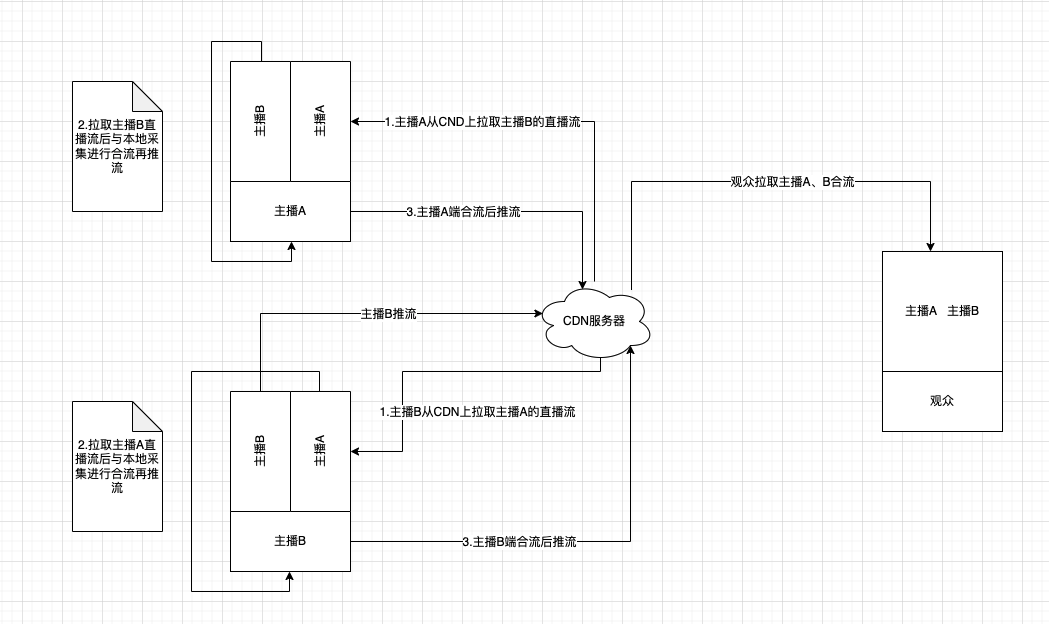 主播B
主播A
主播A
2.拉取主播B直
播流后与本地采
集进行合流再推
流
1.主播A从CND上拉取主播B的直播流
3.主播A端合流后推流
观众拉取主播A、B合流
主播B推流
CDN服务器
主播A 主播B
观众
2.拉取主播A直
播流后与本地采
集进行合流再推
流
主播B
主播A
主播B
1.主播B从CDN上拉取主播A的直播流
3.主播B端合流后推流